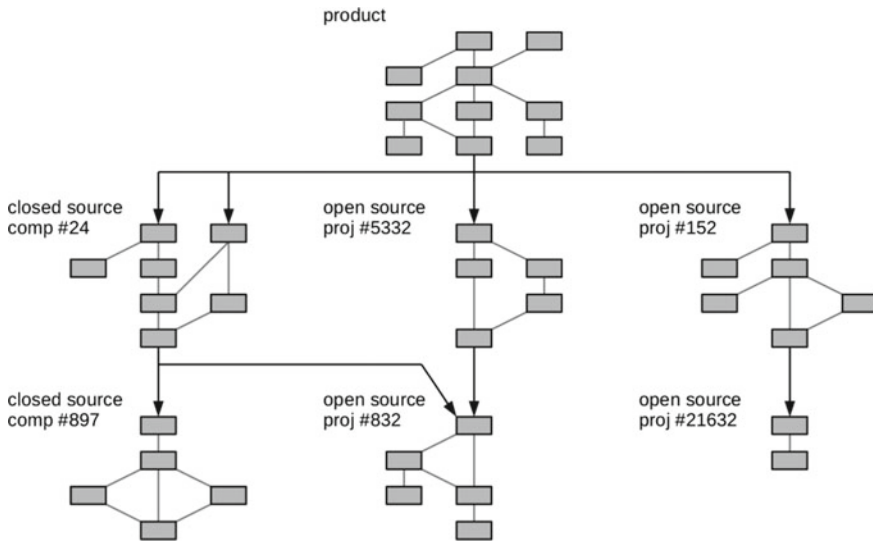 product
closed source
comp #24
open source
proj #5332
open source
proj #152
closed source
comp #897
open source
proj #832
open source
proj #21632